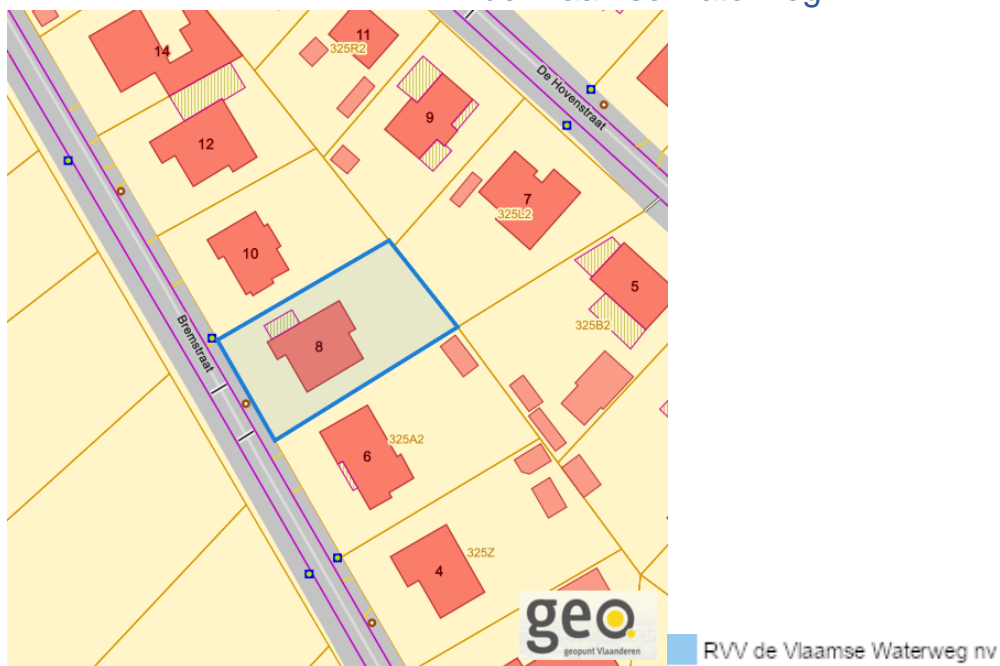 14
11
325R2
De Hovenstraat
9
12
7
325L2
10
5
325B2
Bremstraat
8
325A2
6
325Z
4
geo.
geopunt Vlaanderen
RVV de Vlaamse Waterweg nv